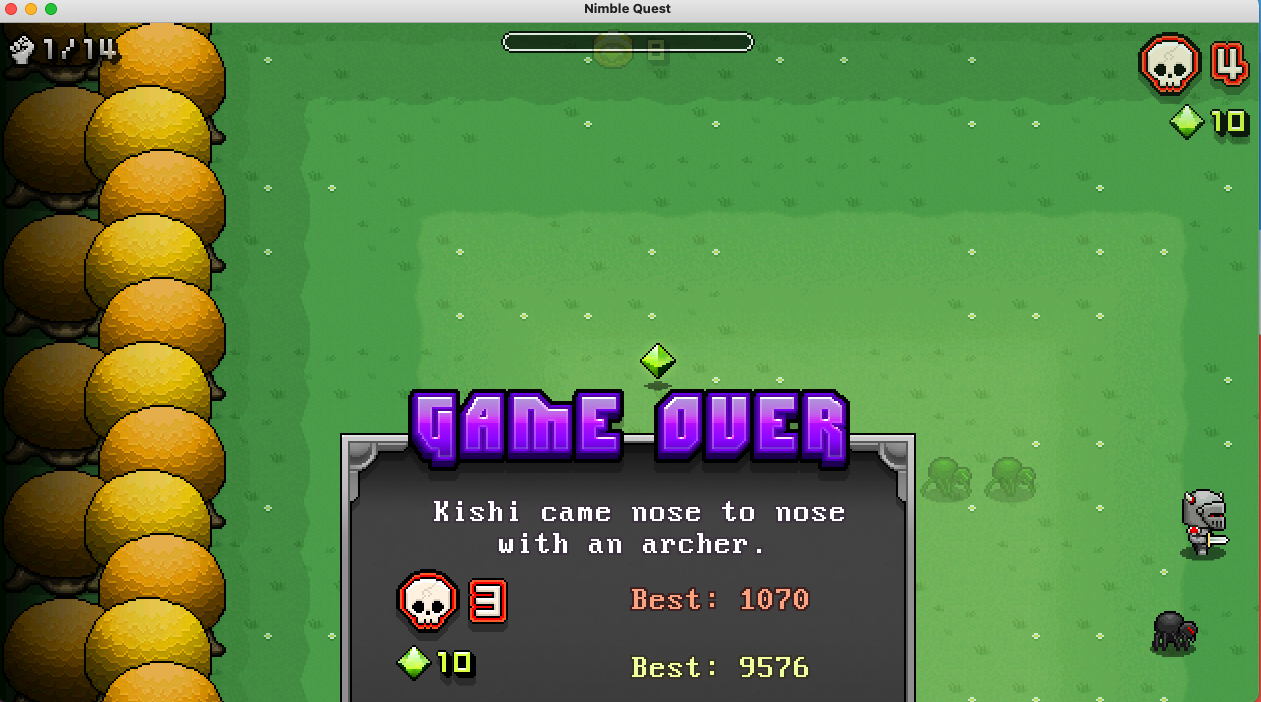 Nimble Quest
1/14
8
4
10
GAME OVER
Kishi came nose to nose
with an archer.
3
Best: 1070
10
Best: 9576